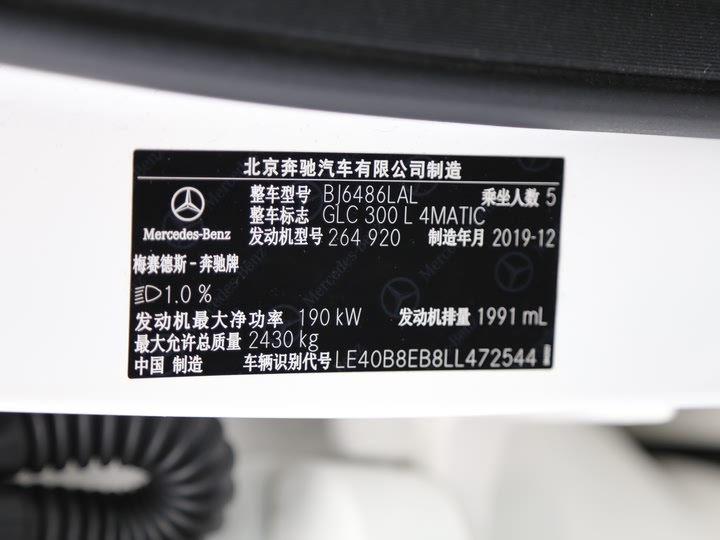 北京奔驰汽车有限公司制造
整车型号 BJ6486LAL 乘坐人数 5
整车标志 GLC 300 L 4MATIC
Mercedes-Benz 发动机型号 264 920 制造年月 2019-12
梅赛德斯-奔驰牌
1.0 %
发动机最大净功率 190 kW 发动机排量 1991 mL
最大允许总质量 2430 kg
中国 制造 车辆识别代号 LE40B8EB8LL472544